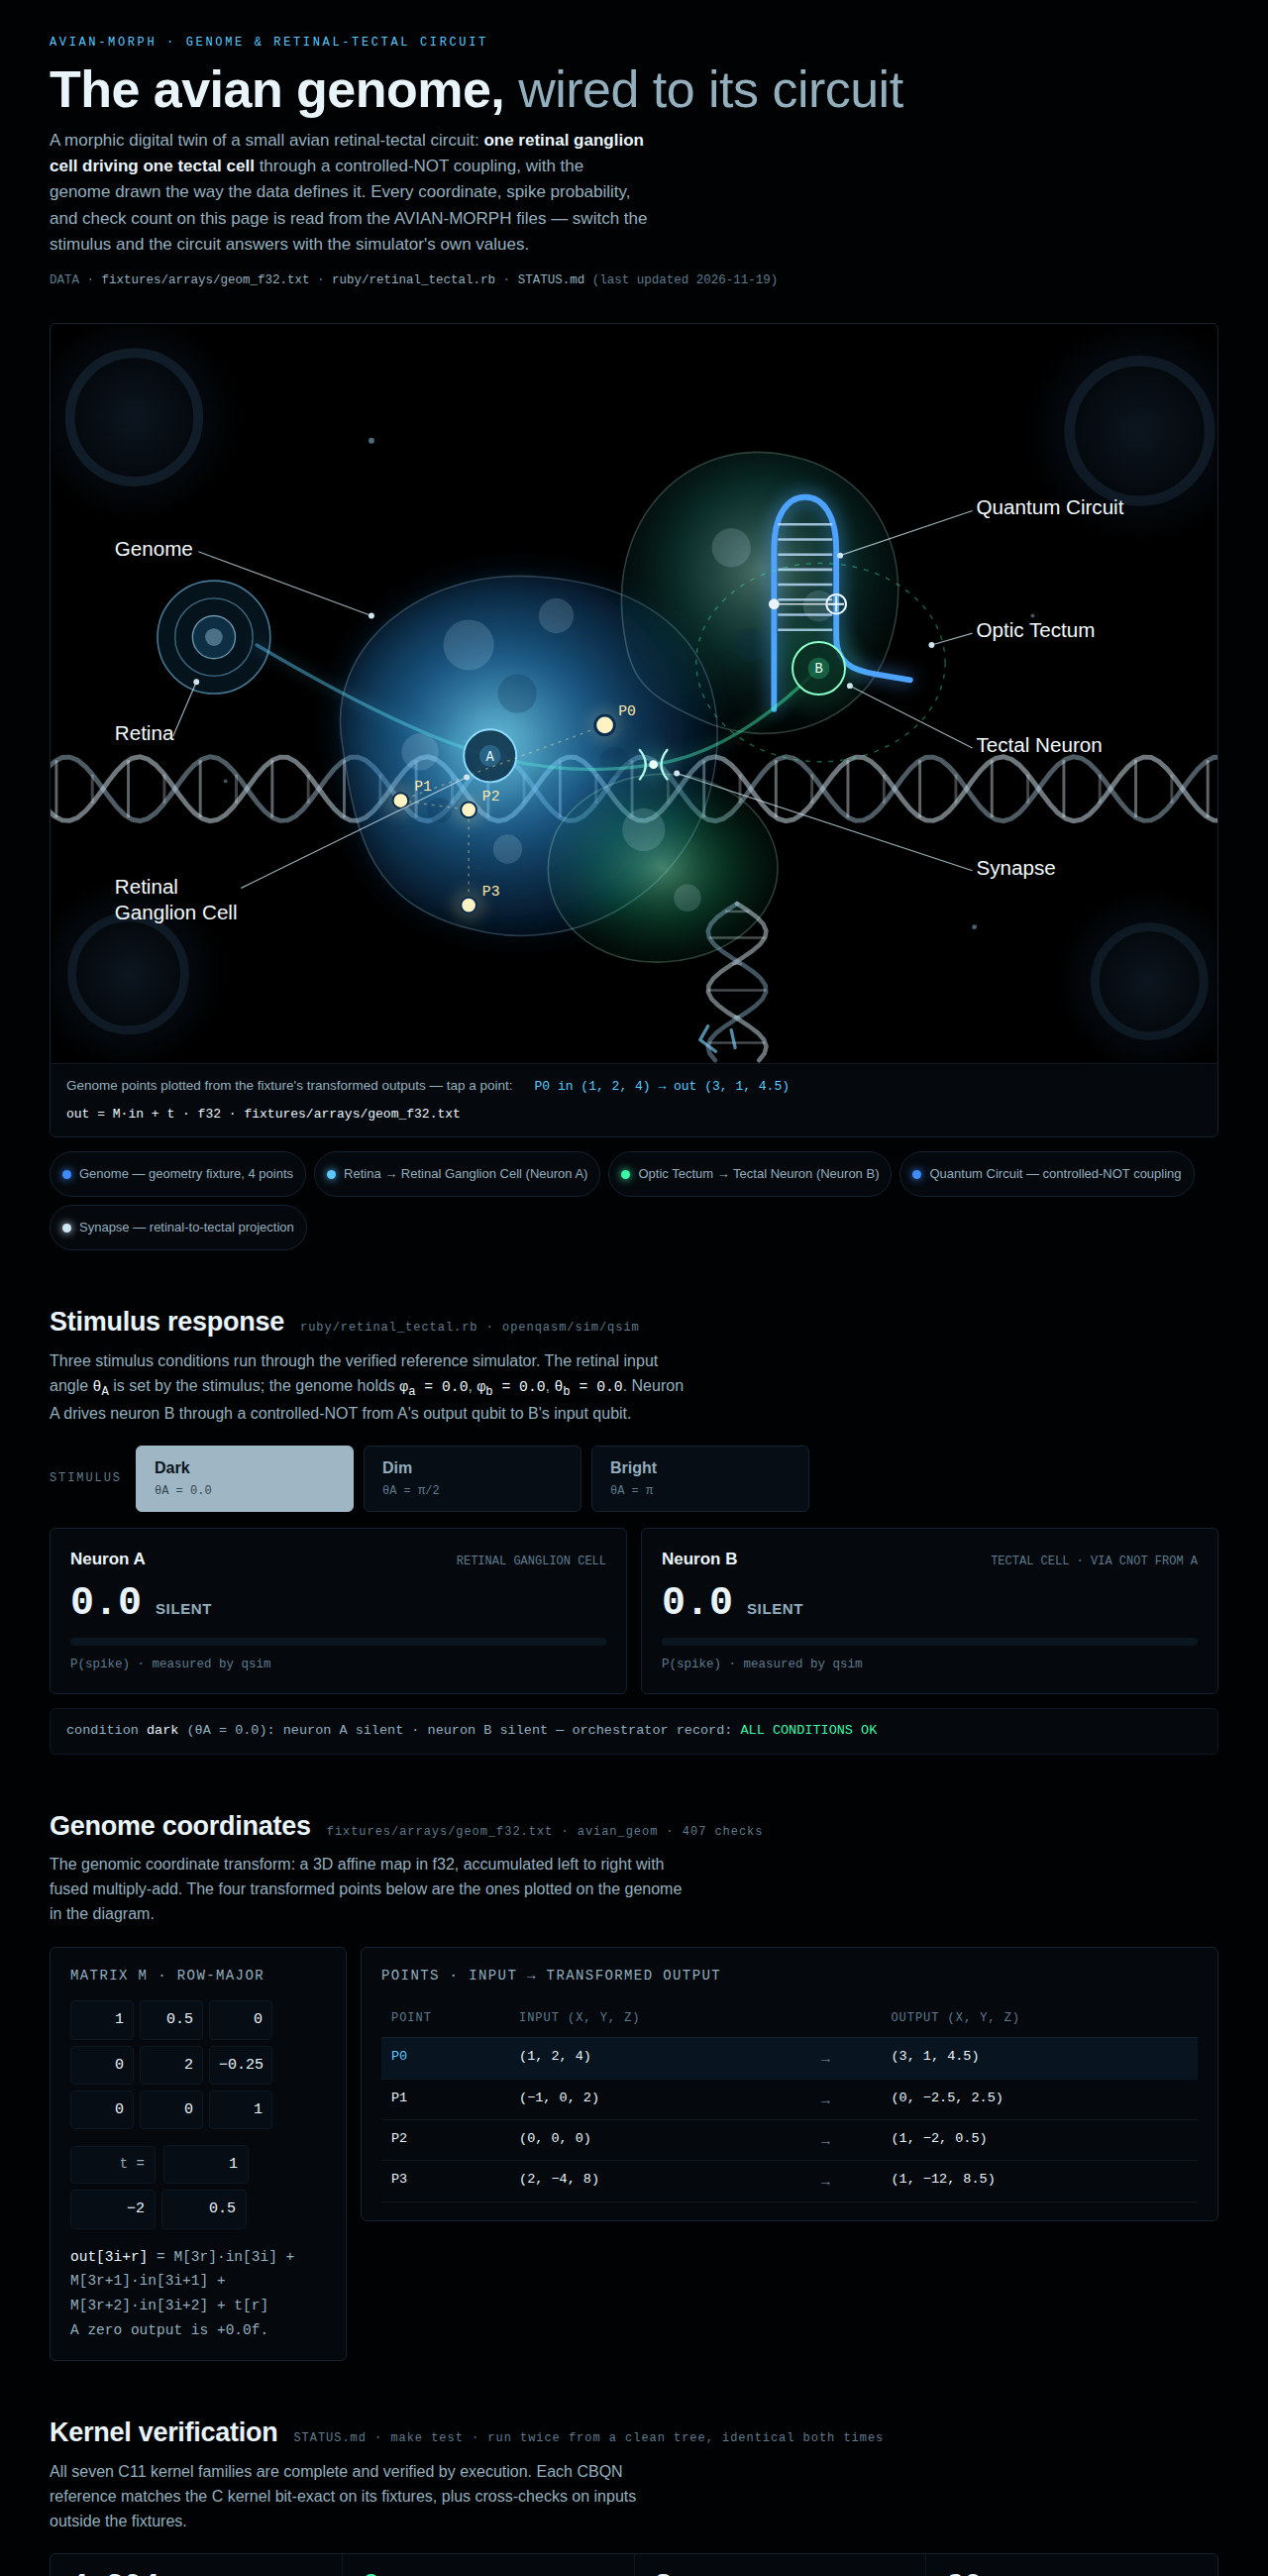 AVIAN-MORPH · GENOME & RETINAL-TECTAL CIRCUIT
The avian genome, wired to its circuit
A morphic digital twin of a small avian retinal-tectal circuit: one retinal ganglion
cell driving one tectal cell through a controlled-NOT coupling, with the
genome drawn the way the data defines it. Every coordinate, spike probability,
and check count on this page is read from the AVIAN-MORPH files — switch the
stimulus and the circuit answers with the simulator's own values.
DATA · fixtures/arrays/geom_f32.txt · ruby/retinal_tectal.rb · STATUS.md (last updated 2026-11-19)
Quantum Circuit
Genome
Optic Tectum
B
P0
Retina
Tectal Neuron
A
P1
P2
Synapse
Retinal
Ganglion Cell
P3
Genome points plotted from the fixture's transformed outputs — tap a point: P0 in (1, 2, 4) → out (3, 1, 4.5)
out = M·in + t · f32 · fixtures/arrays/geom_f32.txt
Genome — geometry fixture, 4 points
Retina → Retinal Ganglion Cell (Neuron A)
Optic Tectum → Tectal Neuron (Neuron B)
Quantum Circuit — controlled-NOT coupling
Synapse — retinal-to-tectal projection
Stimulus response ruby/retinal_tectal.rb · openqasm/sim/qsim
Three stimulus conditions run through the verified reference simulator. The retinal input
angle θA is set by the stimulus; the genome holds φa = 0.0, φb = 0.0, θb = 0.0. Neuron
A drives neuron B through a controlled-NOT from A's output qubit to B's input qubit.
STIMULUS
Dark
θA = 0.0
Dim
θA = π/2
Bright
θA = π
Neuron A RETINAL GANGLION CELL
0.0 SILENT
P(spike) · measured by qsim
Neuron B TECTAL CELL · VIA CNOT FROM A
0.0 SILENT
P(spike) · measured by qsim
condition dark (θA = 0.0): neuron A silent · neuron B silent — orchestrator record: ALL CONDITIONS OK
Genome coordinates fixtures/arrays/geom_f32.txt · avian_geom · 407 checks
The genomic coordinate transform: a 3D affine map in f32, accumulated left to right with
fused multiply-add. The four transformed points below are the ones plotted on the genome
in the diagram.
MATRIX M · ROW-MAJOR
1 0.5 0
0 2 −0.25
0 0 1
t = 1
−2 0.5
out[3i+r] = M[3r]·in[3i] +
M[3r+1]·in[3i+1] +
M[3r+2]·in[3i+2] + t[r]
A zero output is +0.0f.
POINTS · INPUT → TRANSFORMED OUTPUT
POINT INPUT (X, Y, Z) OUTPUT (X, Y, Z)
P0 (1, 2, 4) → (3, 1, 4.5)
P1 (−1, 0, 2) → (0, −2.5, 2.5)
P2 (0, 0, 0) → (1, −2, 0.5)
P3 (2, −4, 8) → (1, −12, 8.5)
Kernel verification STATUS.md · make test · run twice from a clean tree, identical both times
All seven C11 kernel families are complete and verified by execution. Each CBQN
reference matches the C kernel bit-exact on its fixtures, plus cross-checks on inputs
outside the fixtures.